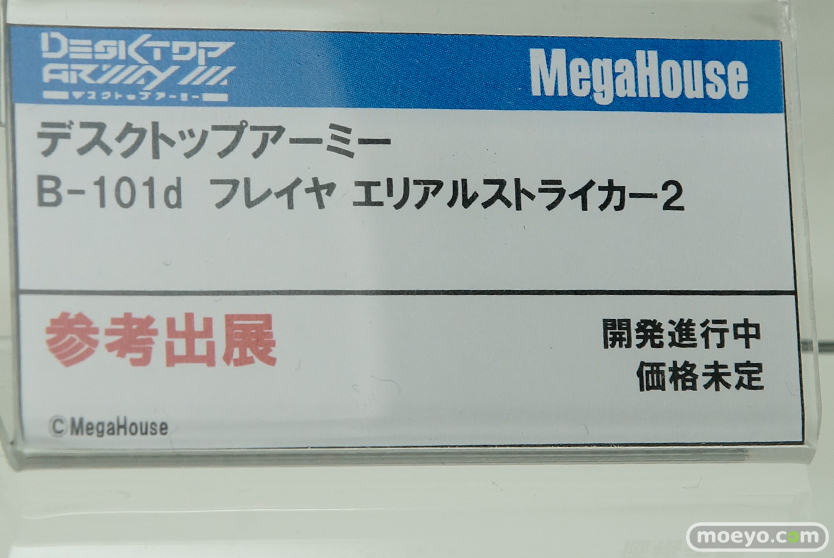 DESKTOP
ARMY
デスクトップアーミー
MegaHouse
デスクトップアーミー
B-101d フレイヤ エリアルストライカー2
参考出展
開発進行中
価格未定
©MegaHouse
moeyo.com